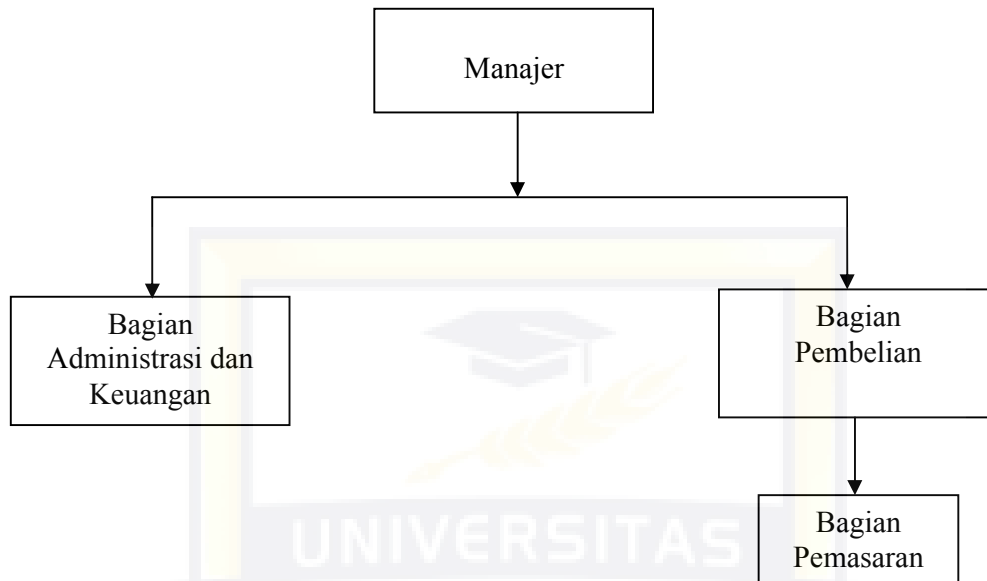 Manajer
Bagian
Administrasi dan
Keuangan
Bagian
Pembelian
UNIVERSITAS
Bagian
Pemasaran